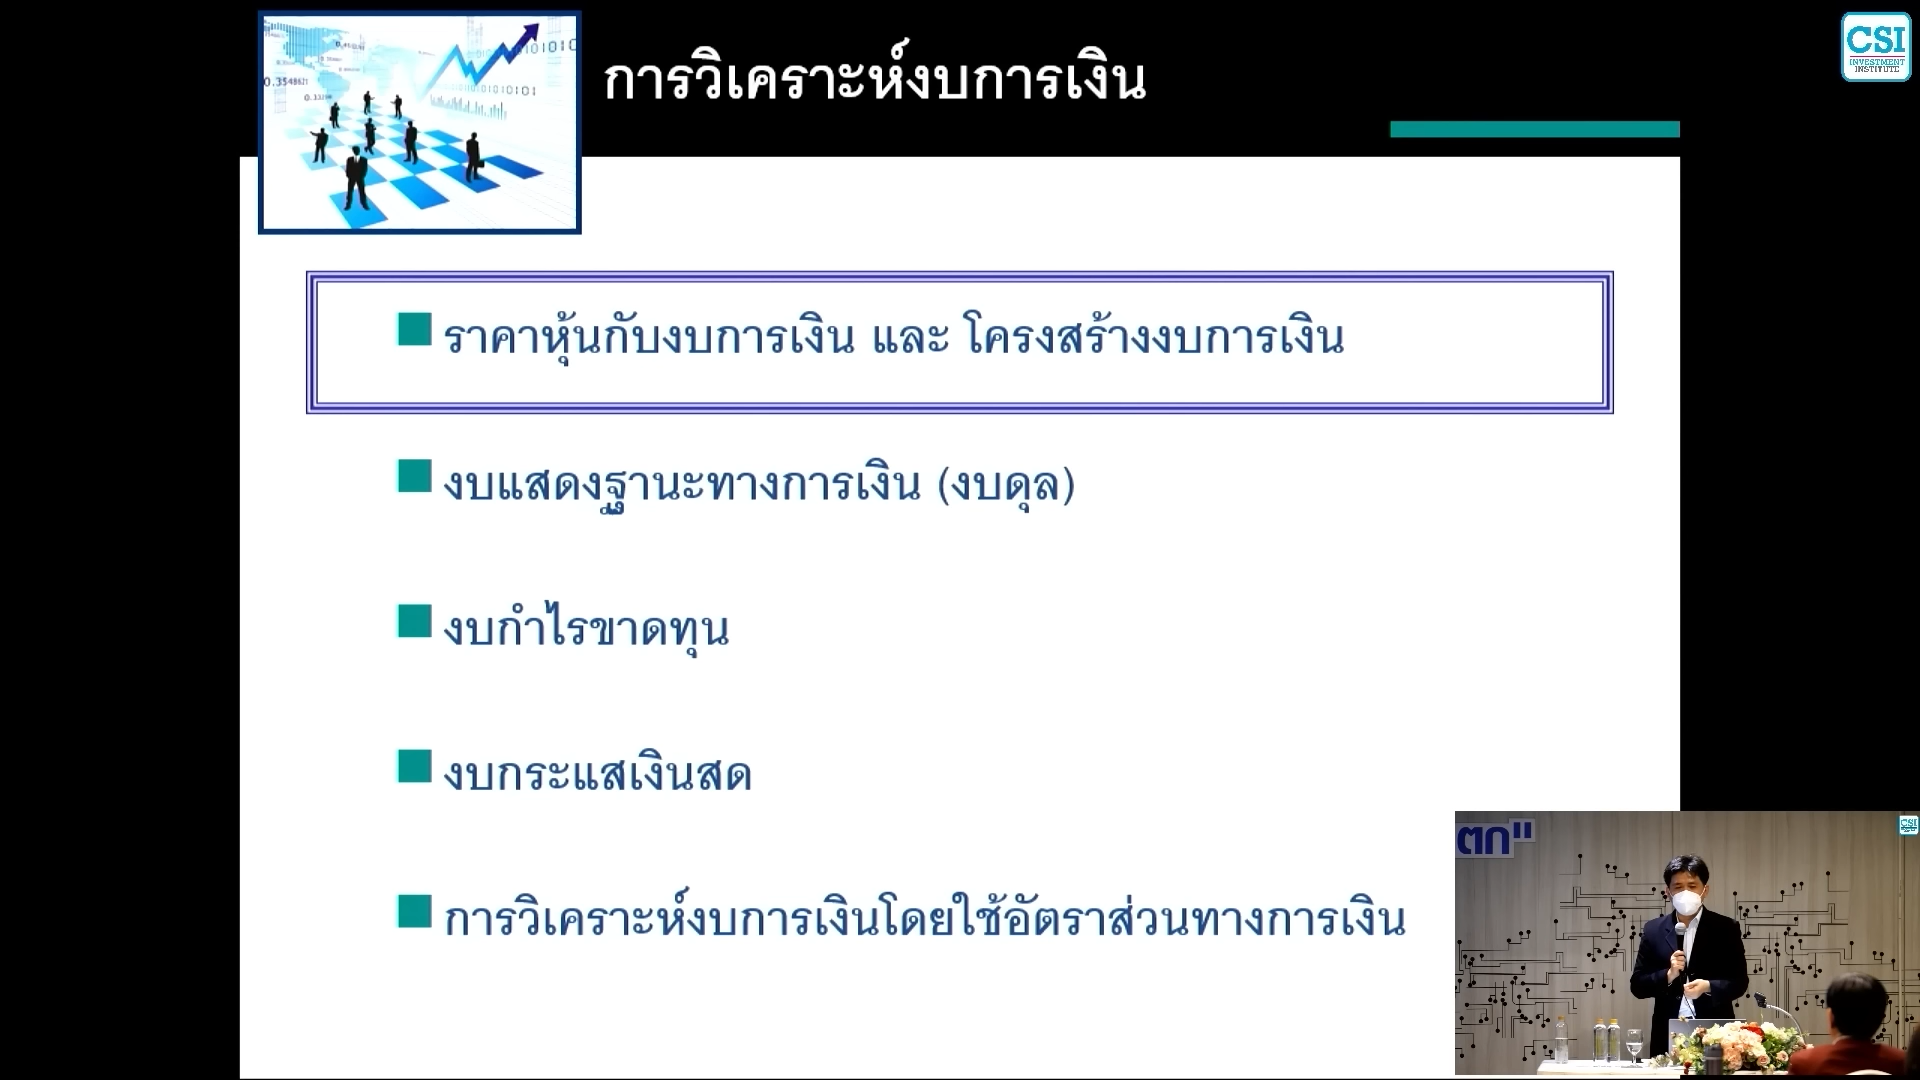 การวิเคราะห์งบการเงิน
CSI
INVESTMENT
INSTITUTE
0.3548621
010101C
01010101
ราคาหุ้นกับงบการเงิน และ โครงสร้างงบการเงิน
งบแสดงฐานะทางการเงิน (งบดุล)
งบกำไรขาดทุน
งบกระแสเงินสด
การวิเคราะห์งบการเงินโดยใช้อัตราส่วนทางการเงิน
ตก"
CSI